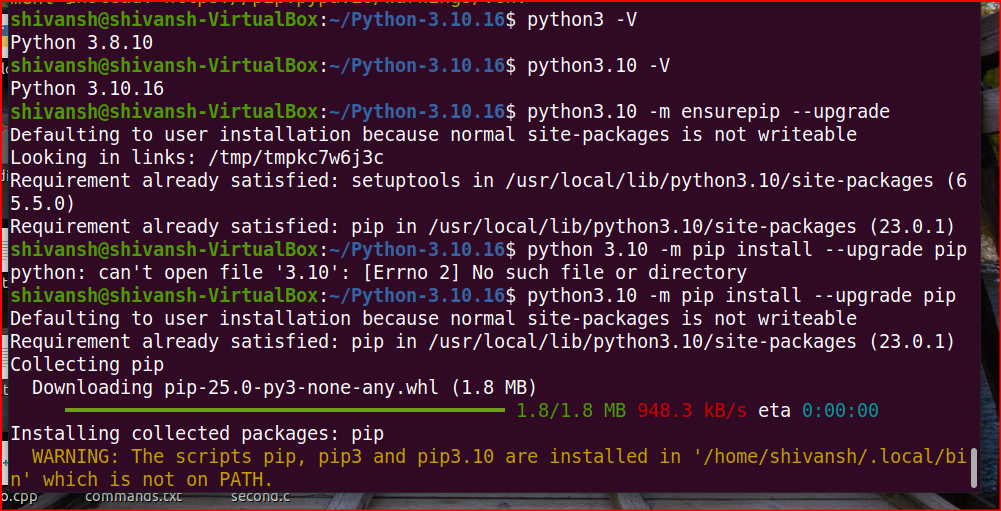 shivansh@shivansh-VirtualBox:~/Python-3.10.16$ python3 -V
Python 3.8.10
shivansh@shivansh-VirtualBox:~/Python-3.10.16$ python3.10 -V
Python 3.10.16
shivansh@shivansh-VirtualBox:~/Python-3.10.16$ python3.10 -m ensurepip --upgrade
Defaulting to user installation because normal site-packages is not writeable
Looking in links: /tmp/tmpkc7w6j3c
Requirement already satisfied: setuptools in /usr/local/lib/python3.10/site-packages (6
5.5.0)
Requirement already satisfied: pip in /usr/local/lib/python3.10/site-packages (23.0.1)
shivansh@shivansh-VirtualBox:~/Python-3.10.16$ python 3.10 -m pip install --upgrade pip
python: can't open file '3.10': [Errno 2] No such file or directory
shivansh@shivansh-VirtualBox:~/Python-3.10.16$ python3.10 -m pip install --upgrade pip
Defaulting to user installation because normal site-packages is not writeable
Requirement already satisfied: pip in /usr/local/lib/python3.10/site-packages (23.0.1)
Collecting pip
Downloading pip-25.0-py3-none-any.whl (1.8 MB)
1.8/1.8 MB 948.3 kB/s eta 0:00:00
Installing collected packages: pip
WARNING: The scripts pip, pip3 and pip3.10 are installed in '/home/shivansh/.local/bi
n' which is not on PATH.
o.cpp commands.txt second.c